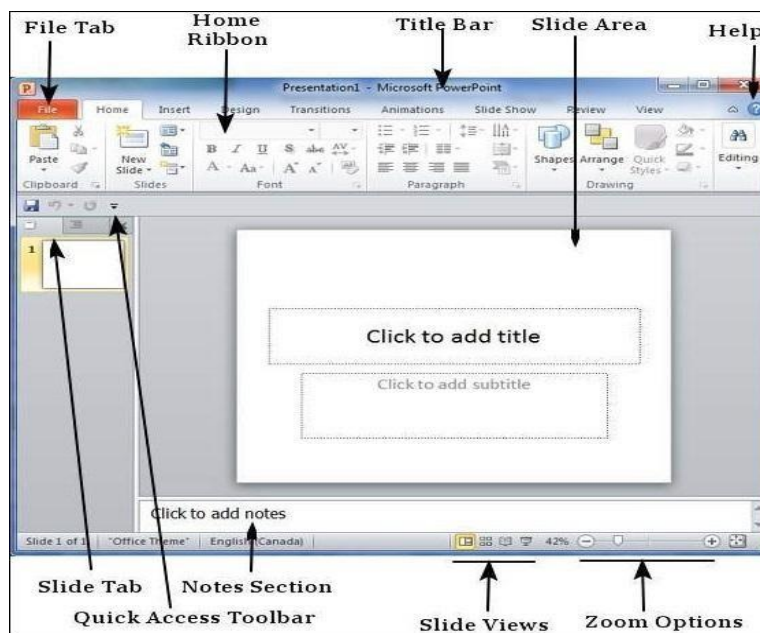 File Tab
Home
Ribbon
Title Bar
Slide Area
Help
P
Presentation1 - Microsoft PowerPoint
File Home Insert Design Transitions Animations Slide Show Review View
Paste
New
Slide
Shapes Arrange Quick
Styles
Editing
B I U S abc AV
A Aa A A
Clipboard Slides Font Paragraph Drawing
1
Click to add title
Click to add subtitle
Click to add notes
Slide 1 of 1 "Office Theme" English (Canada) 42%
Slide Tab
Notes Section
Quick Access Toolbar
Slide Views
Zoom Options